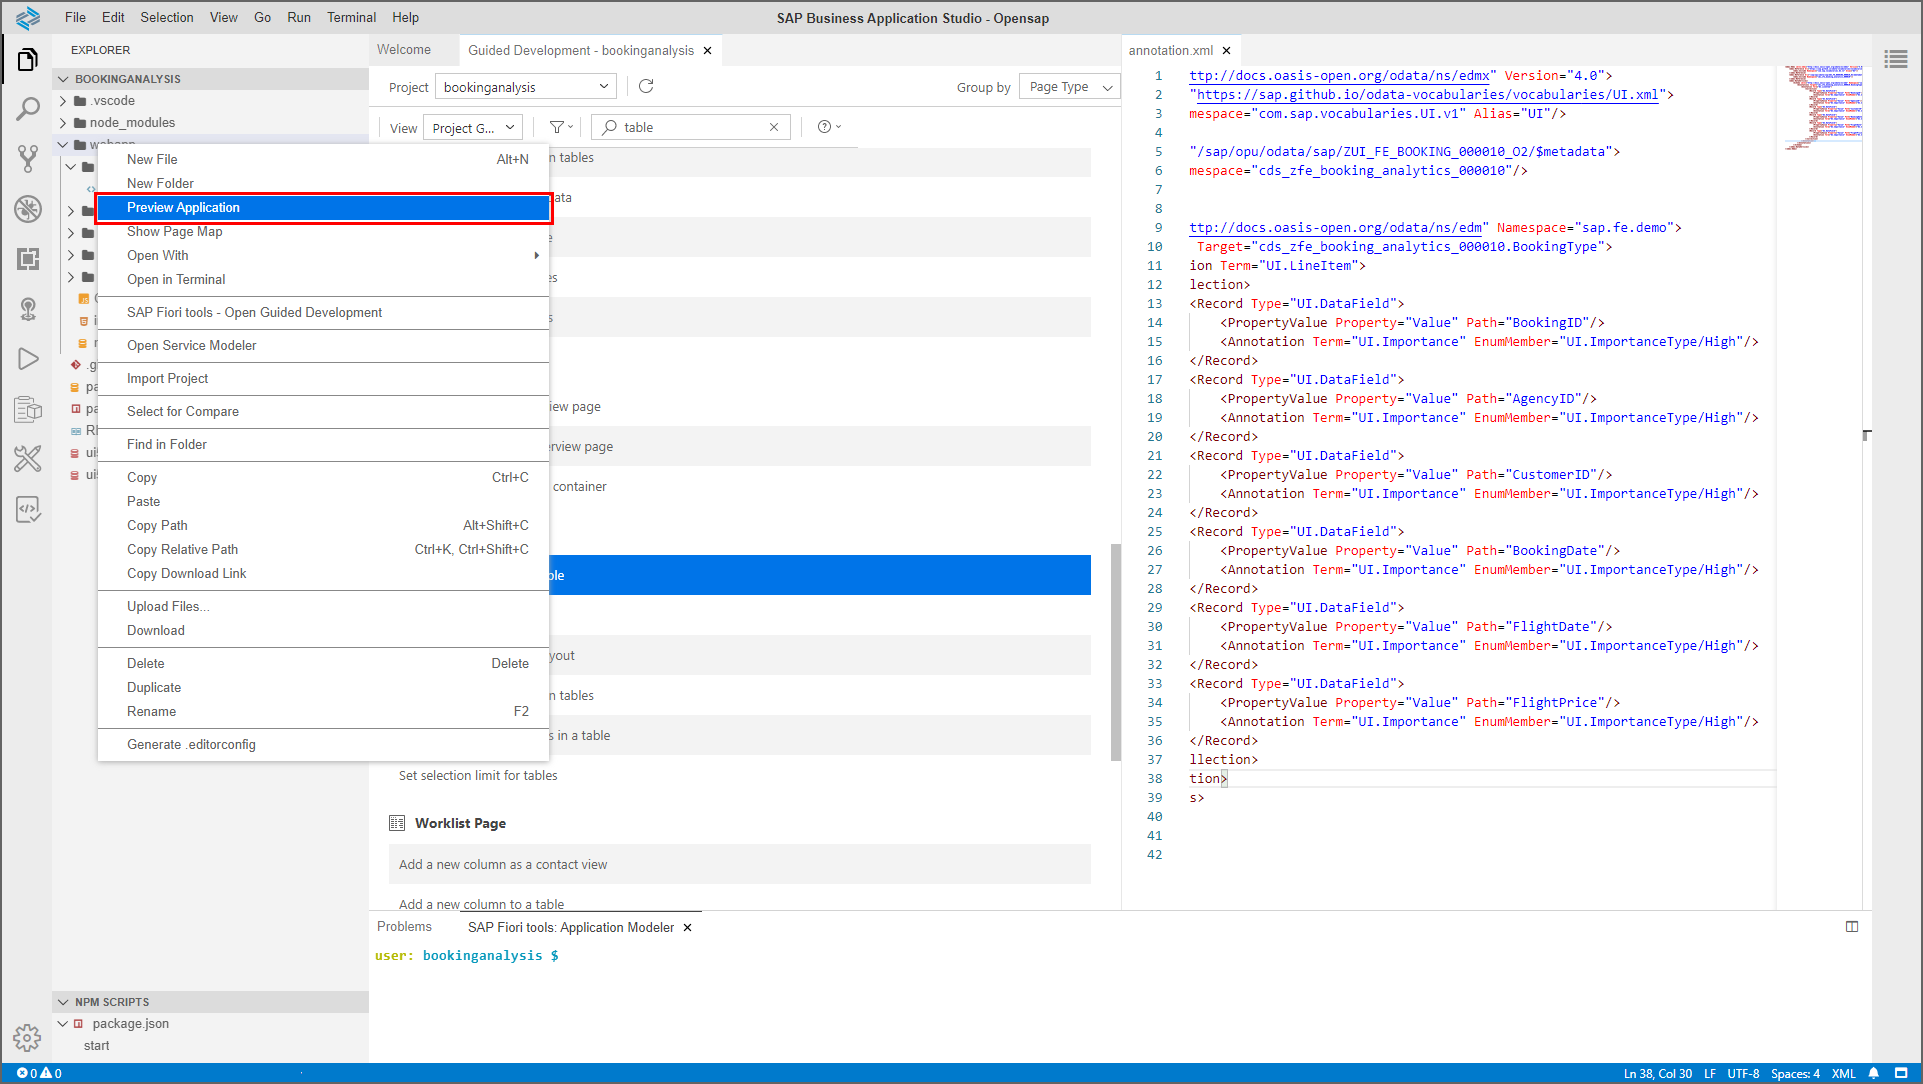 File Edit Selection View Go Run Terminal Help
SAP Business Application Studio - Opensap
EXPLORER
BOOKINGANALYSIS
.vscode
node_modules
webapp
New File Alt+N
New Folder
Preview Application
Show Page Map
Open With
Open in Terminal
SAP Fiori tools - Open Guided Development
Open Service Modeler
Import Project
Select for Compare
Find in Folder
Copy Ctrl+C
Paste
Copy Path Alt+Shift+C
Copy Relative Path Ctrl+K, Ctrl+Shift+C
Copy Download Link
Upload Files...
Download
Delete Delete
Duplicate
Rename F2
Generate .editorconfig
NPM SCRIPTS
package.json
start
Welcome
Guided Development - bookinganalysis
Project bookinganalysis
Group by Page Type
View Project G...
table
n tables
ata
e
es
s
iew page
erview page
container
ble
yout
n tables
s in a table
Set selection limit for tables
Worklist Page
Add a new column as a contact view
Add a new column to a table
annotation.xml
1 ttp://docs.oasis-open.org/odata/ns/edmx" Version="4.0">
2 "https://sap.github.io/odata-vocabularies/vocabularies/UI.xml">
3 mespace="com.sap.vocabularies.UI.v1" Alias="UI"/>
4
5 "/sap/opu/odata/sap/ZUI_FE_BOOKING_000010_O2/$metadata">
6 mespace="cds_zfe_booking_analytics_000010"/>
7
8
9 ttp://docs.oasis-open.org/odata/ns/edm" Namespace="sap.fe.demo">
10 Target="cds_zfe_booking_analytics_000010.BookingType">
11 ion Term="UI.LineItem">
12 lection>
13 <Record Type="UI.DataField">
14 <PropertyValue Property="Value" Path="BookingID"/>
15 <Annotation Term="UI.Importance" EnumMember="UI.ImportanceType/High"/>
16 </Record>
17 <Record Type="UI.DataField">
18 <PropertyValue Property="Value" Path="AgencyID"/>
19 <Annotation Term="UI.Importance" EnumMember="UI.ImportanceType/High"/>
20 </Record>
21 <Record Type="UI.DataField">
22 <PropertyValue Property="Value" Path="CustomerID"/>
23 <Annotation Term="UI.Importance" EnumMember="UI.ImportanceType/High"/>
24 </Record>
25 <Record Type="UI.DataField">
26 <PropertyValue Property="Value" Path="BookingDate"/>
27 <Annotation Term="UI.Importance" EnumMember="UI.ImportanceType/High"/>
28 </Record>
29 <Record Type="UI.DataField">
30 <PropertyValue Property="Value" Path="FlightDate"/>
31 <Annotation Term="UI.Importance" EnumMember="UI.ImportanceType/High"/>
32 </Record>
33 <Record Type="UI.DataField">
34 <PropertyValue Property="Value" Path="FlightPrice"/>
35 <Annotation Term="UI.Importance" EnumMember="UI.ImportanceType/High"/>
36 </Record>
37 llection>
38 tion>
39 s>
40
41
42
Problems
SAP Fiori tools: Application Modeler
user: bookinganalysis $
0 0
Ln 38, Col 30 LF UTF-8 Spaces: 4 XML